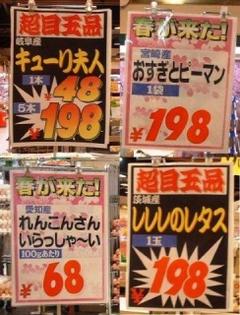 超目玉品
岐阜産
キューリ夫人
1本 ¥48
5本 ¥198
春が来た!
宮崎産
おすぎとピーマン
1袋
¥198
春が来た!
愛知産
れんこんさん
いらっしゃ～い
100gあたり
¥68
超目玉品
茨城産
レレレのレタス
1玉
¥198